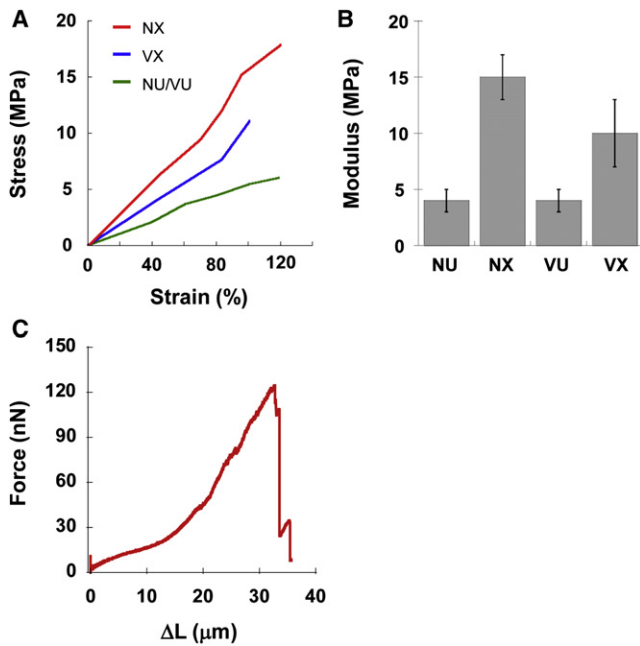 A
Stress (MPa)
20
15
10
5
0
NX
VX
NU/VU
0 40 80 120
Strain (%)
B
Modulus (MPa)
20
15
10
5
0
NU NX VU VX
C
Force (nN)
150
120
90
60
30
0
0 10 20 30 40
ΔL (μm)